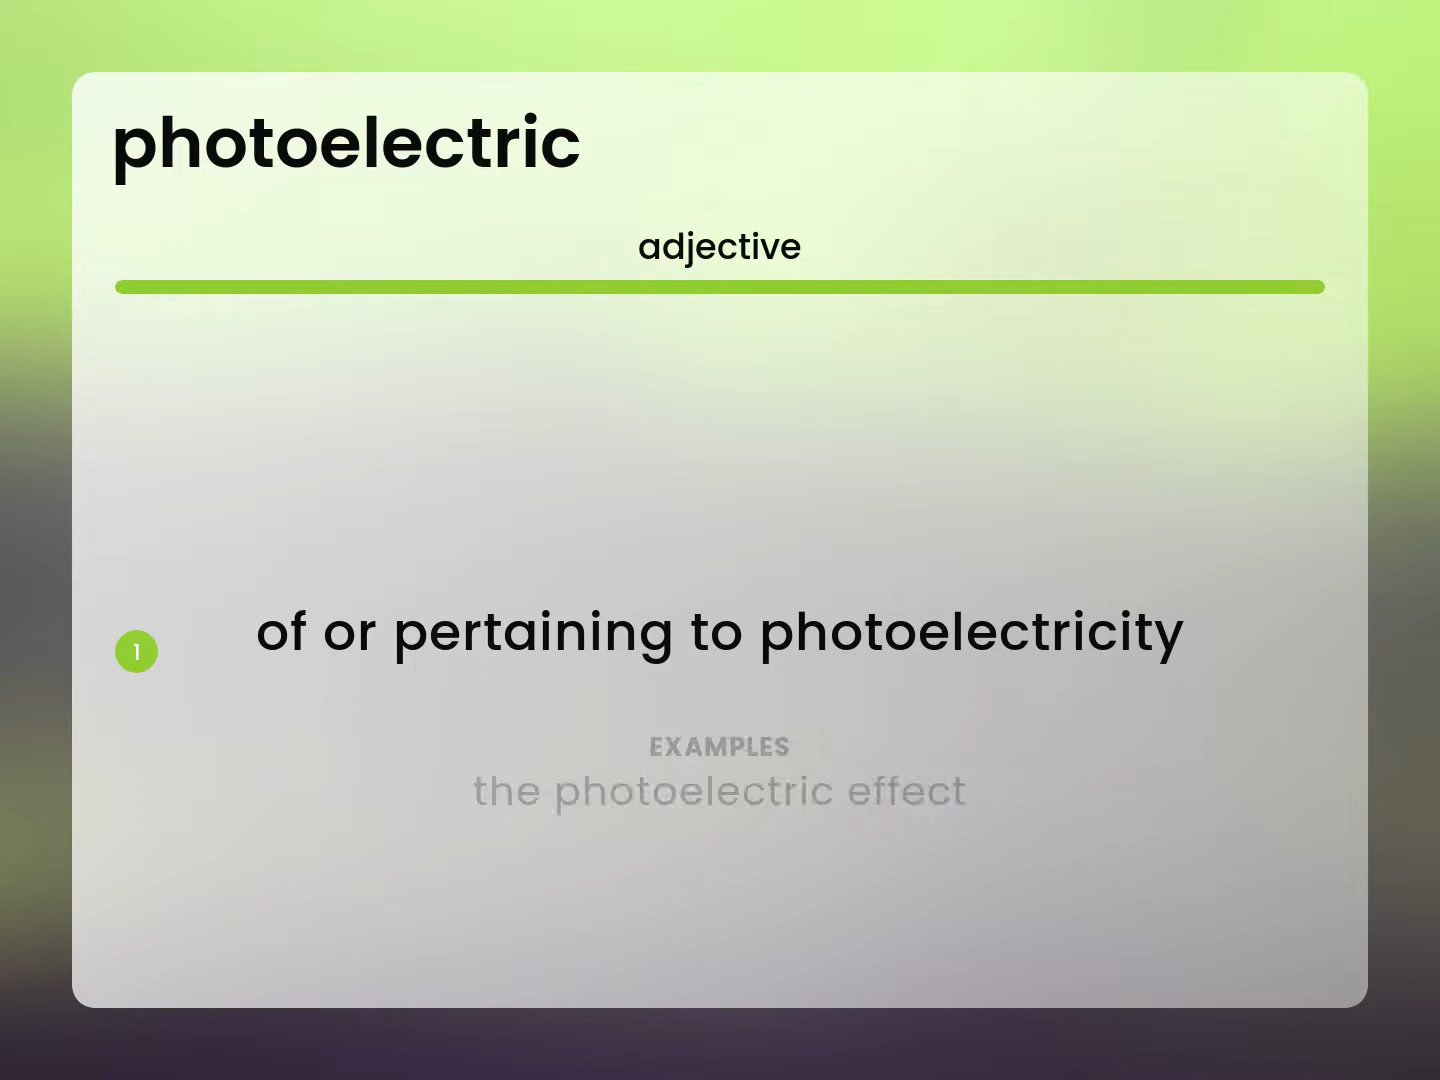 photoelectric
adjective
1
of or pertaining to photoelectricity
EXAMPLES
the photoelectric effect